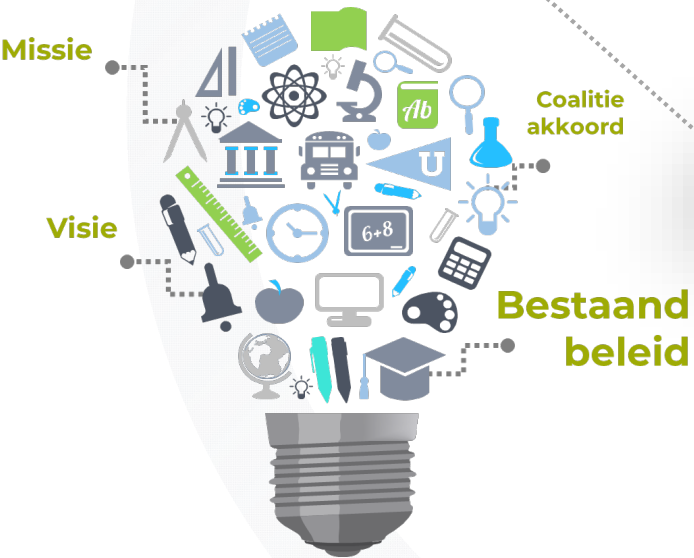 Missie
Coalitie
akkoord
Ab
U
Visie
6+8
Bestaand
beleid